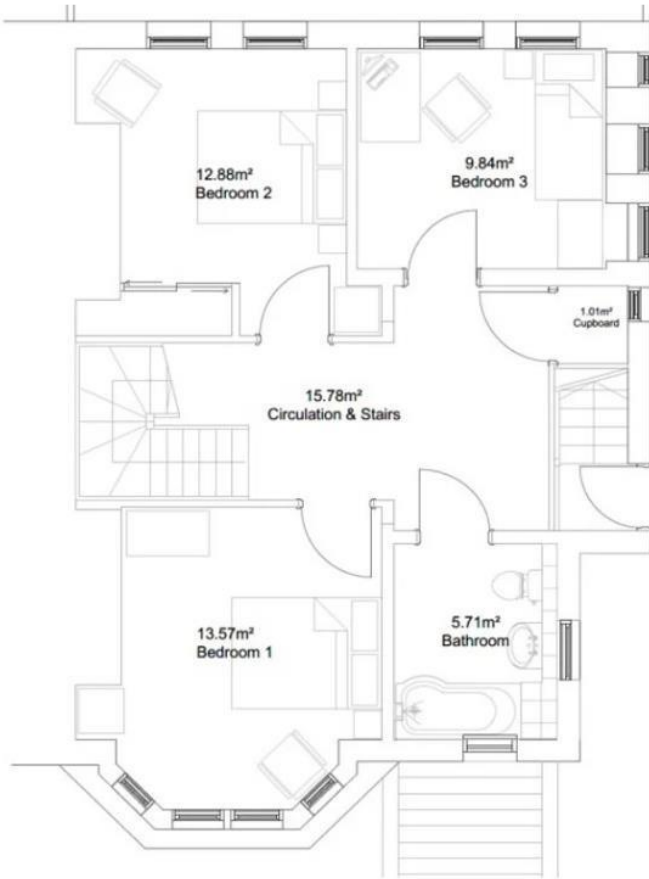 12.88m²
Bedroom 2
9.84m²
Bedroom 3
1.01m²
Cupboard
15.78m²
Circulation & Stairs
13.57m²
Bedroom 1
5.71m²
Bathroom